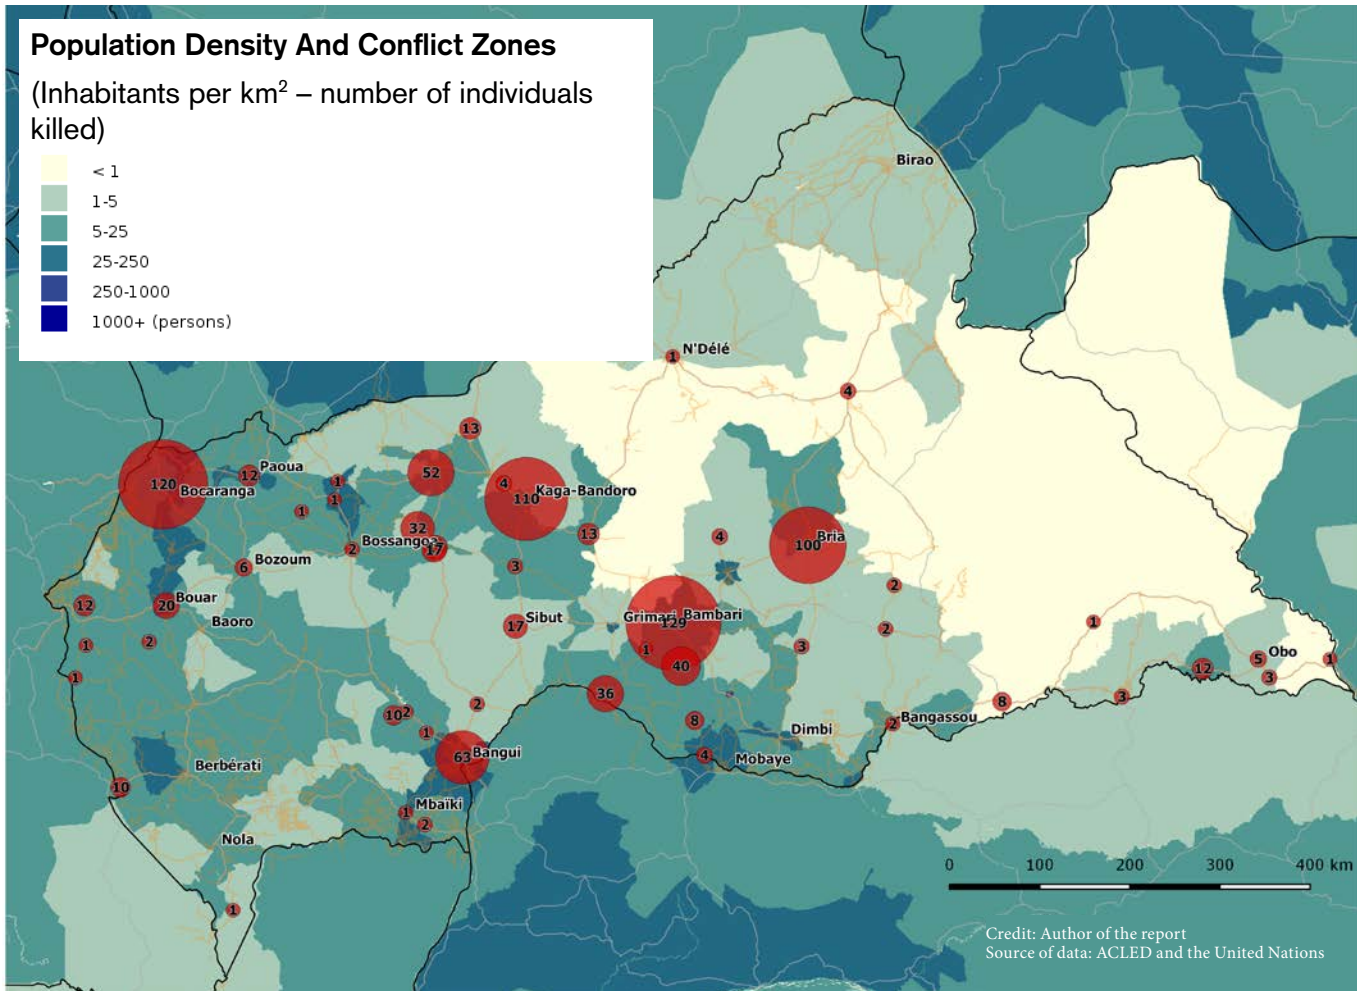 Population Density And Conflict Zones
(Inhabitants per km² – number of individuals
killed)
< 1
1-5
5-25
25-250
250-1000
1000+ (persons)
Birao
1
N'Délé
4
13
120
Bocaranga
12
Paoua
1
52
4
110
Kaga-Bandoro
1
1
32
13
4
100
Bria
2
Bossangoa
17
6
Bozoum
3
2
12
20
Bouar
Baoro
17
Sibut
Grimari
Bambari
129
2
1
1
2
1
3
5
Obo
1
1
40
12
3
36
3
8
10
2
2
1
8
2
Bangassou
Dimbi
63
Bangui
4
Mobaye
Berbérati
10
1
Mbaïki
2
Nola
1
0 100 200 300 400 km
Credit: Author of the report
Source of data: ACLED and the United Nations